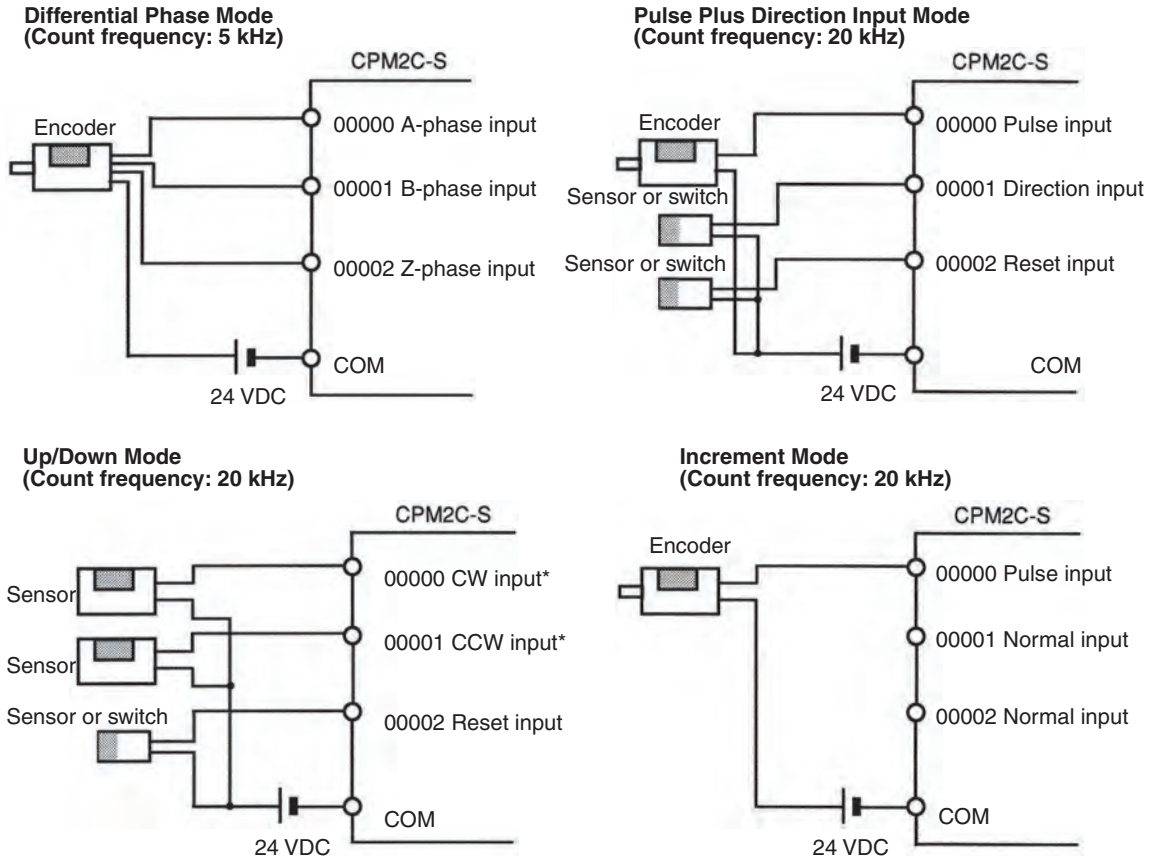 Differential Phase Mode
(Count frequency: 5 kHz)
CPM2C-S
Encoder
00000 A-phase input
00001 B-phase input
00002 Z-phase input
COM
24 VDC
Pulse Plus Direction Input Mode
(Count frequency: 20 kHz)
CPM2C-S
Encoder
00000 Pulse input
Sensor or switch
00001 Direction input
Sensor or switch
00002 Reset input
COM
24 VDC
Up/Down Mode
(Count frequency: 20 kHz)
CPM2C-S
Sensor
00000 CW input*
Sensor
00001 CCW input*
Sensor or switch
00002 Reset input
COM
24 VDC
Increment Mode
(Count frequency: 20 kHz)
CPM2C-S
Encoder
00000 Pulse input
00001 Normal input
00002 Normal input
COM
24 VDC